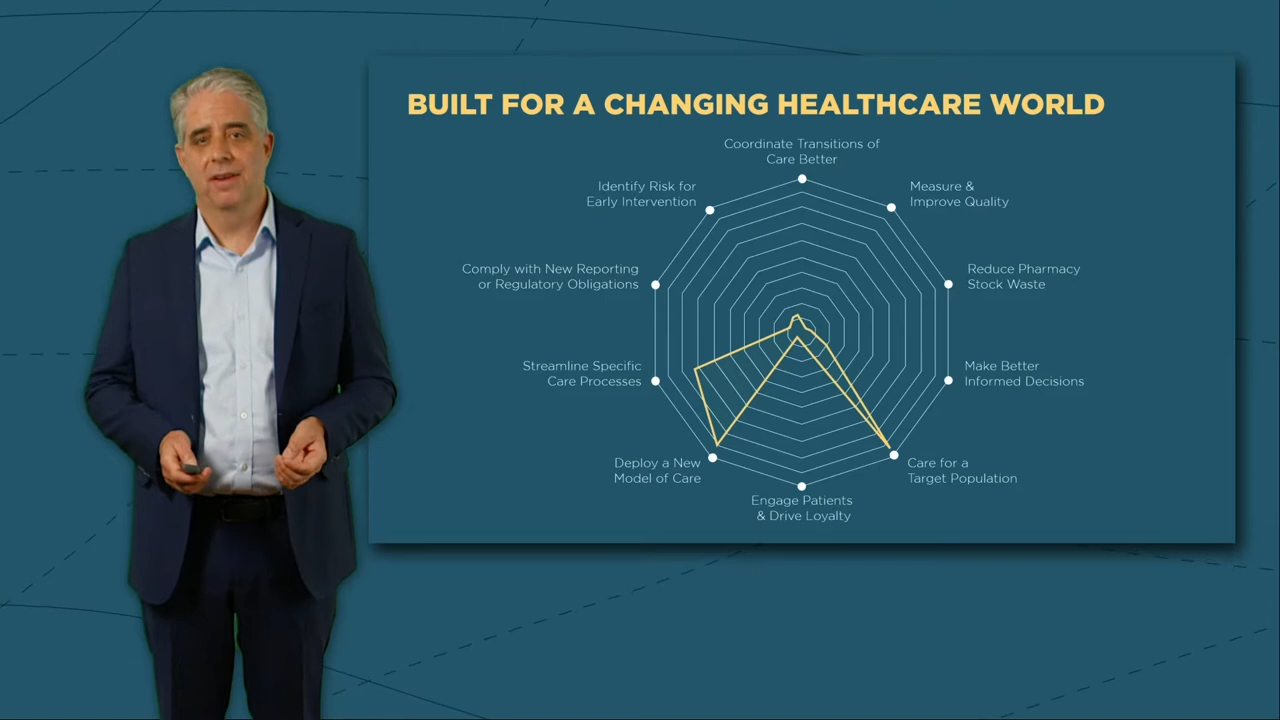 BUILT FOR A CHANGING HEALTHCARE WORLD
Coordinate Transitions of
Care Better
Identify Risk for
Early Intervention
Measure &
Improve Quality
Comply with New Reporting
or Regulatory Obligations
Reduce Pharmacy
Stock Waste
Streamline Specific
Care Processes
Make Better
Informed Decisions
Deploy a New
Model of Care
Care for a
Target Population
Engage Patients
& Drive Loyalty